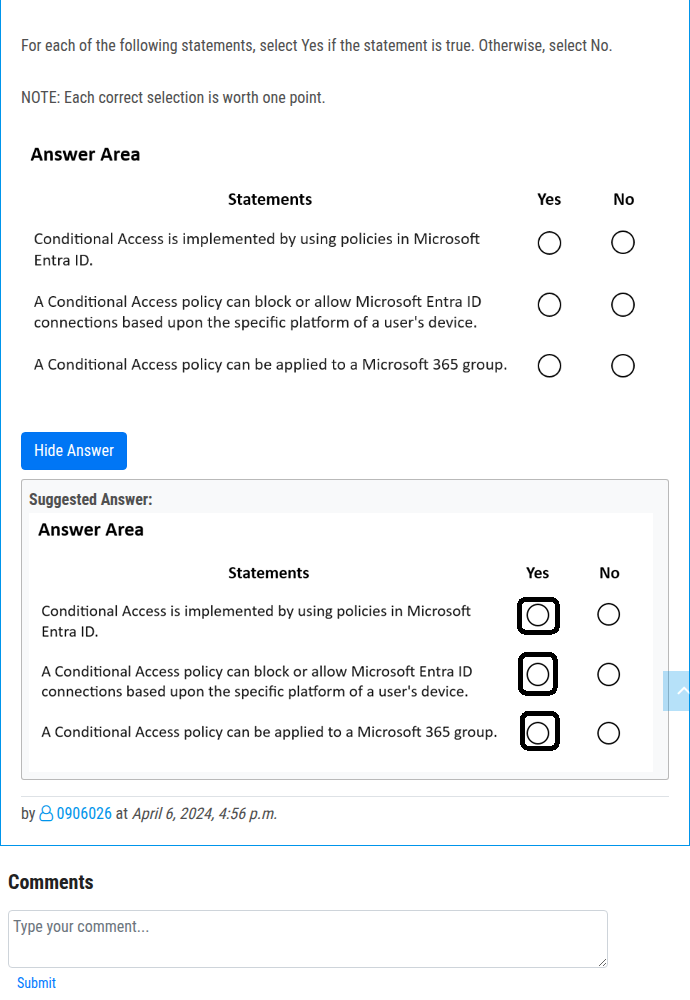 For each of the following statements, select Yes if the statement is true. Otherwise, select No.
NOTE: Each correct selection is worth one point.
Answer Area
Statements Yes No
Conditional Access is implemented by using policies in Microsoft
Entra ID.
A Conditional Access policy can block or allow Microsoft Entra ID
connections based upon the specific platform of a user's device.
A Conditional Access policy can be applied to a Microsoft 365 group.
Hide Answer
Suggested Answer:
Answer Area
Statements Yes No
Conditional Access is implemented by using policies in Microsoft
Entra ID.
A Conditional Access policy can block or allow Microsoft Entra ID
connections based upon the specific platform of a user's device.
A Conditional Access policy can be applied to a Microsoft 365 group.
by 0906026 at April 6, 2024, 4:56 p.m.
Comments
Type your comment...
Submit